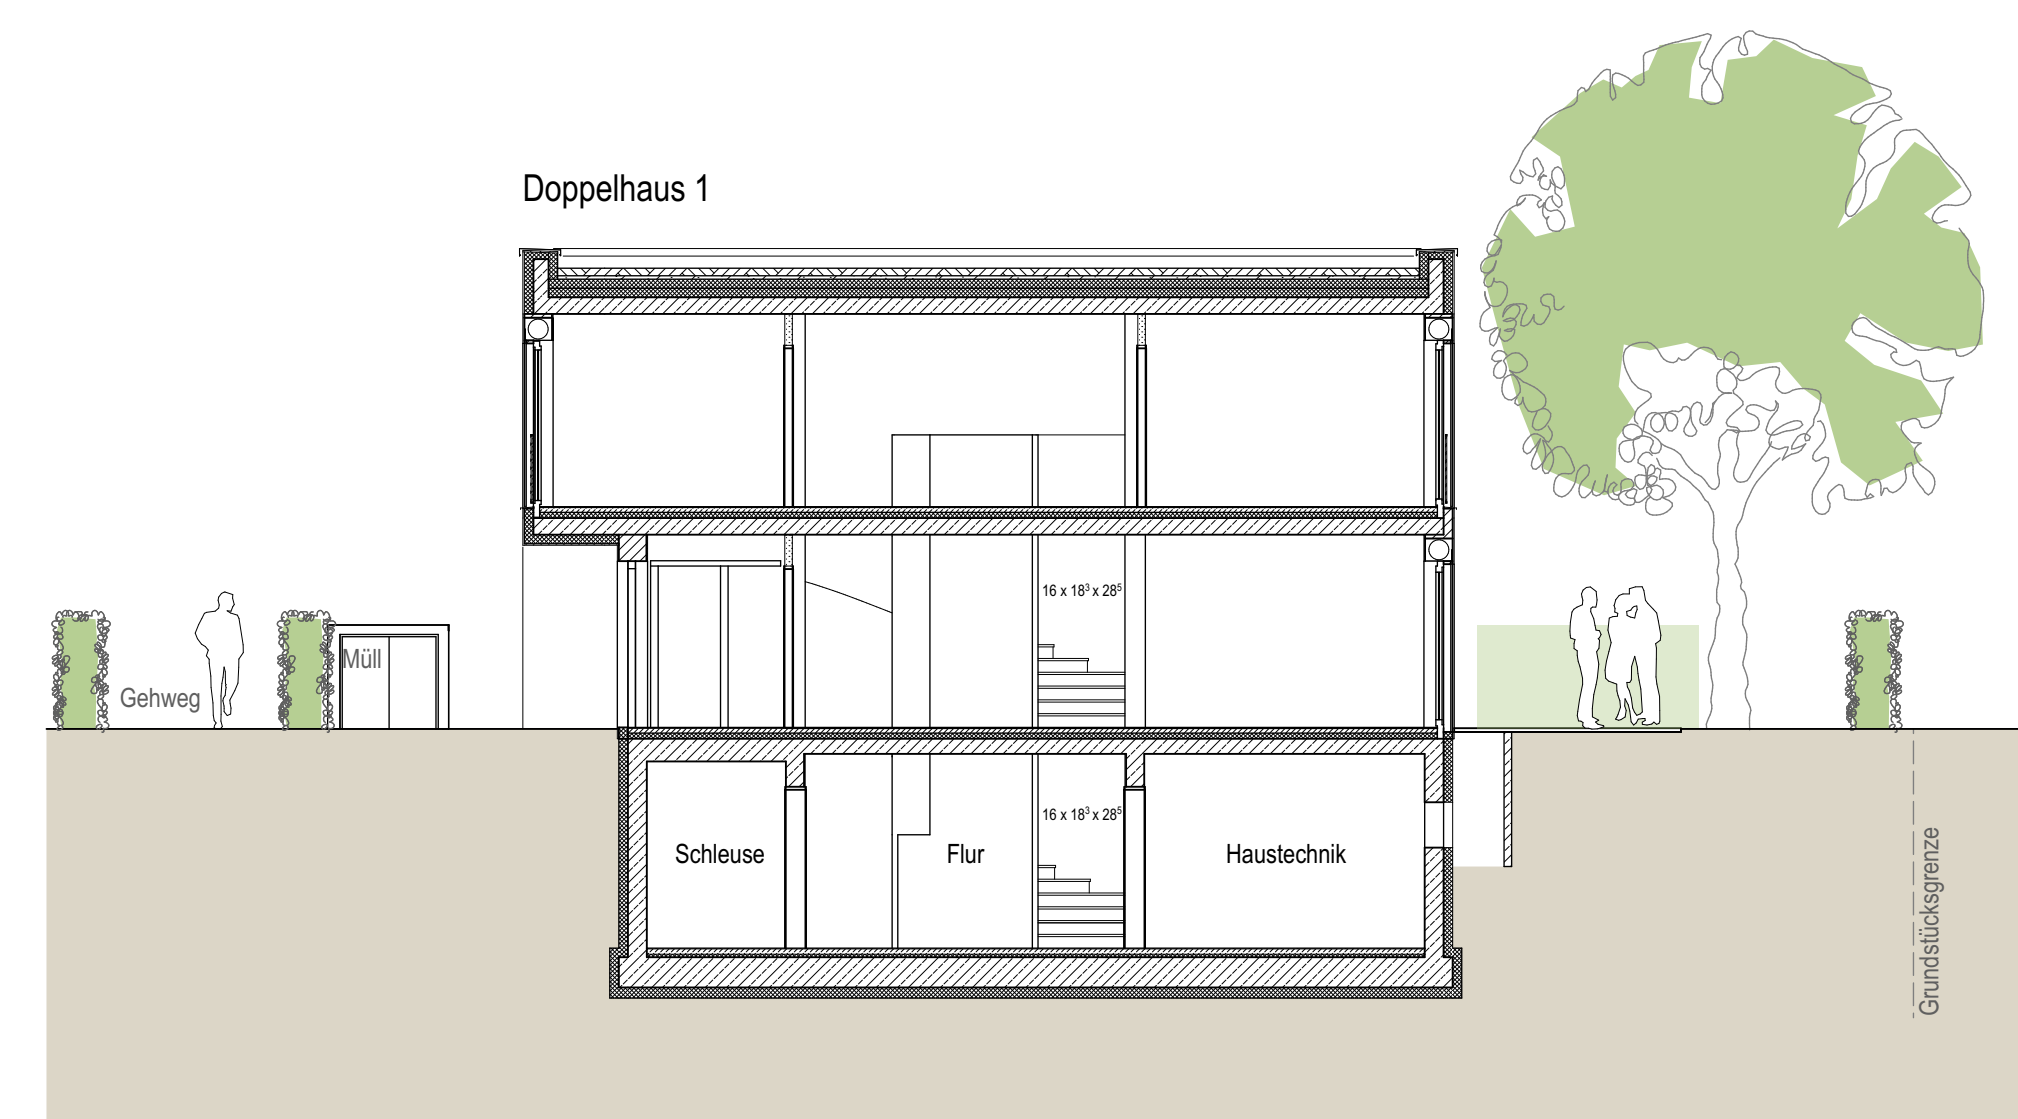 Doppelhaus 1
16 x 18³ x 28⁵
Müll
Gehweg
16 x 18³ x 28⁵
Schleuse
Flur
Haustechnik
Grundstücksgrenze